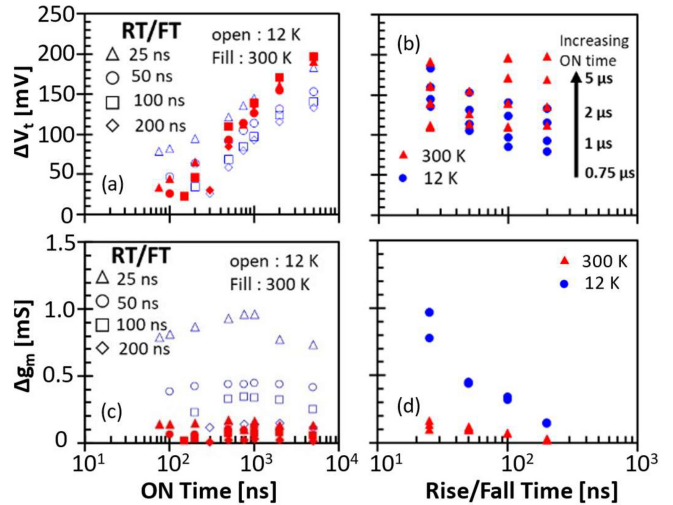 250
200
150
100
50
0
ΔVt [mV]
RT/FT
25 ns
50 ns
100 ns
200 ns
open : 12 K
Fill : 300 K
(a)
(b)
Increasing
ON time
5 µs
2 µs
1 µs
0.75 µs
300 K
12 K
1.5
1.0
0.5
0
Δgm [mS]
RT/FT
25 ns
50 ns
100 ns
200 ns
open : 12 K
Fill : 300 K
(c)
10^1
10^2
10^3
10^4
ON Time [ns]
300 K
12 K
(d)
10^1
10^2
10^3
Rise/Fall Time [ns]